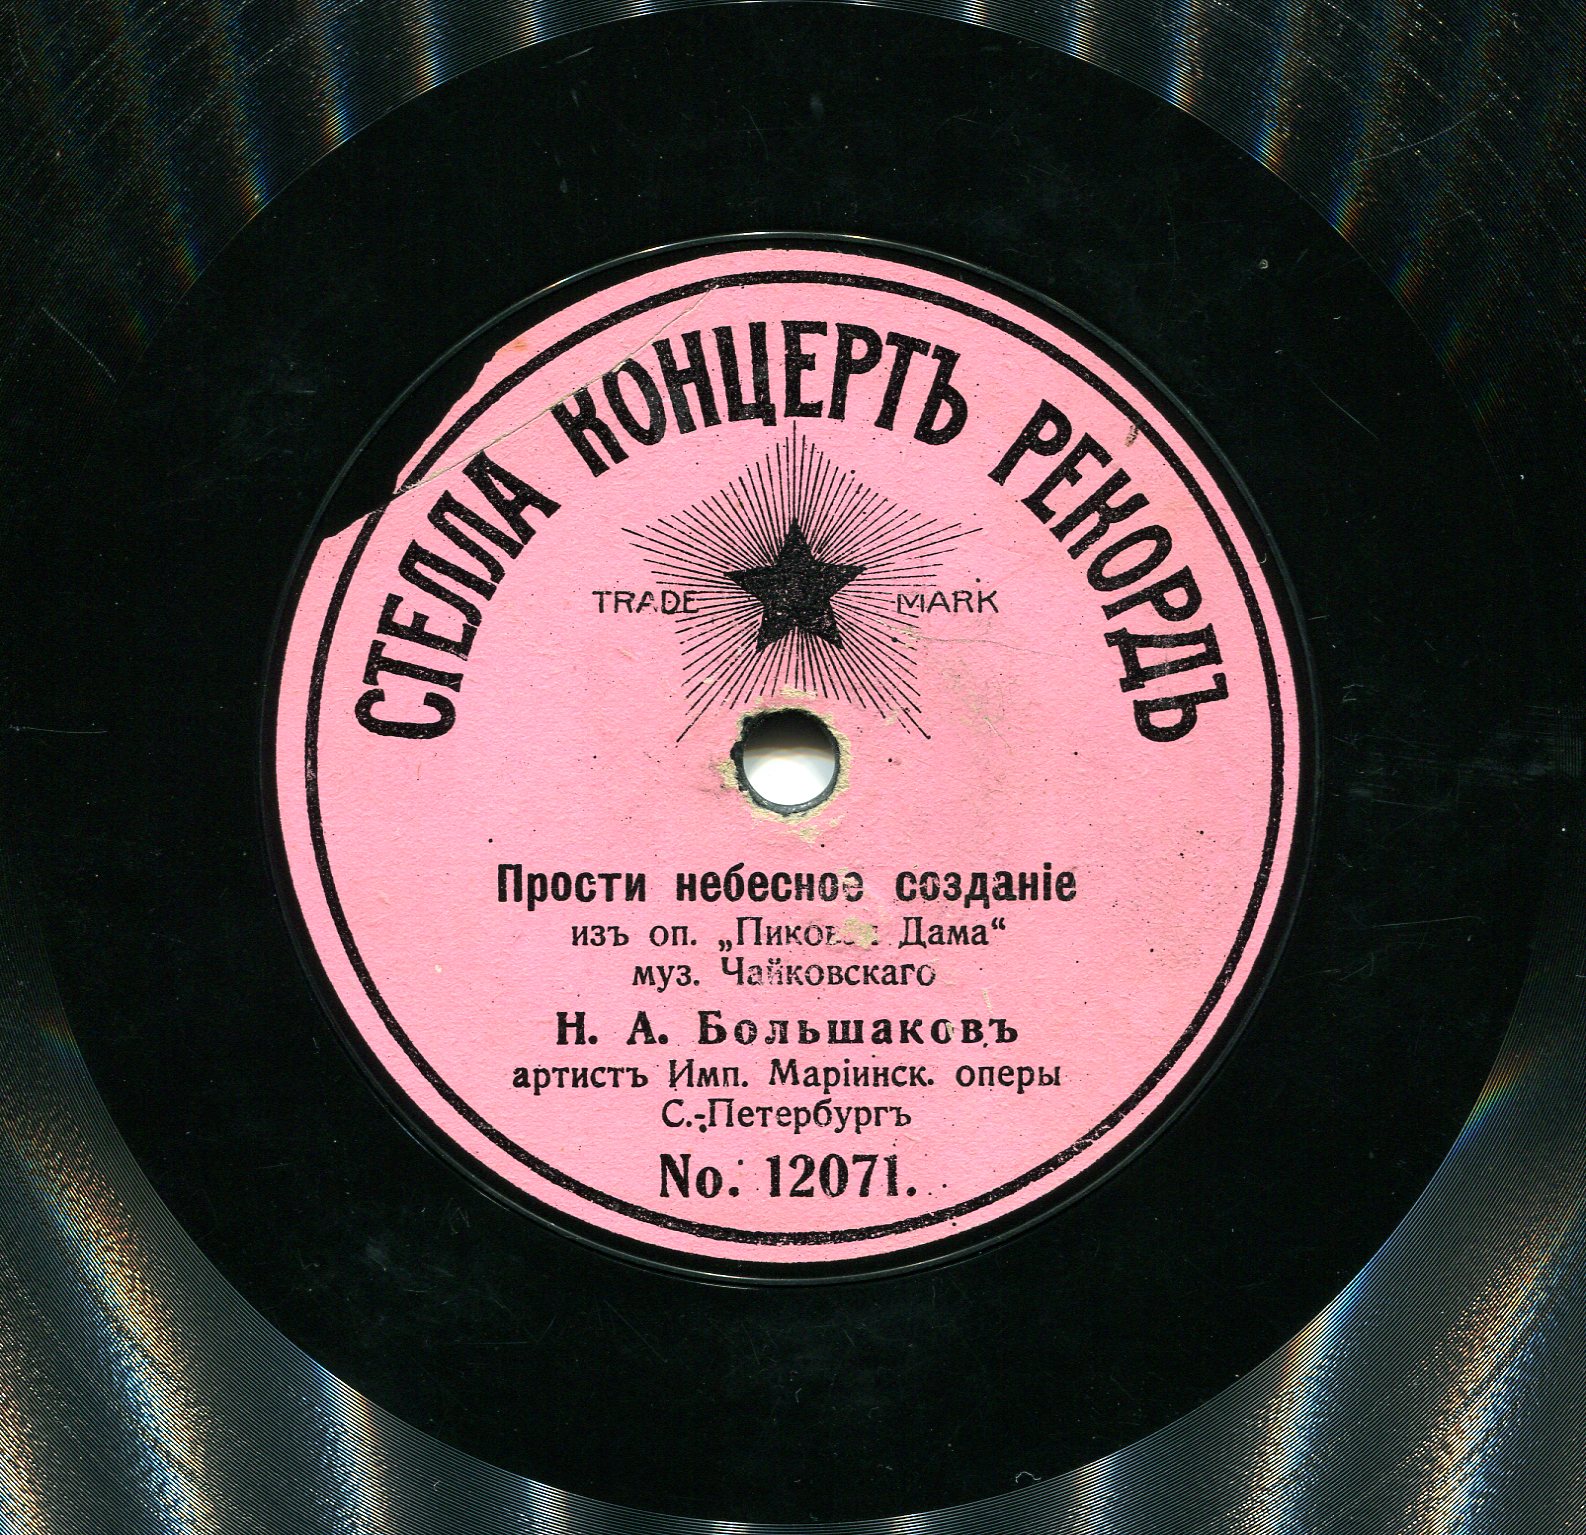 СТЕЛЛА КОНЦЕРТЪ РЕКОРДЪ
TRADE MARK
Прости небесное созданіе
изъ оп. „Пиковая Дама“
муз. Чайковскаго
Н. А. Большаковъ
артистъ Имп. Маріинск. оперы
С.-Петербургъ
No. 12071.